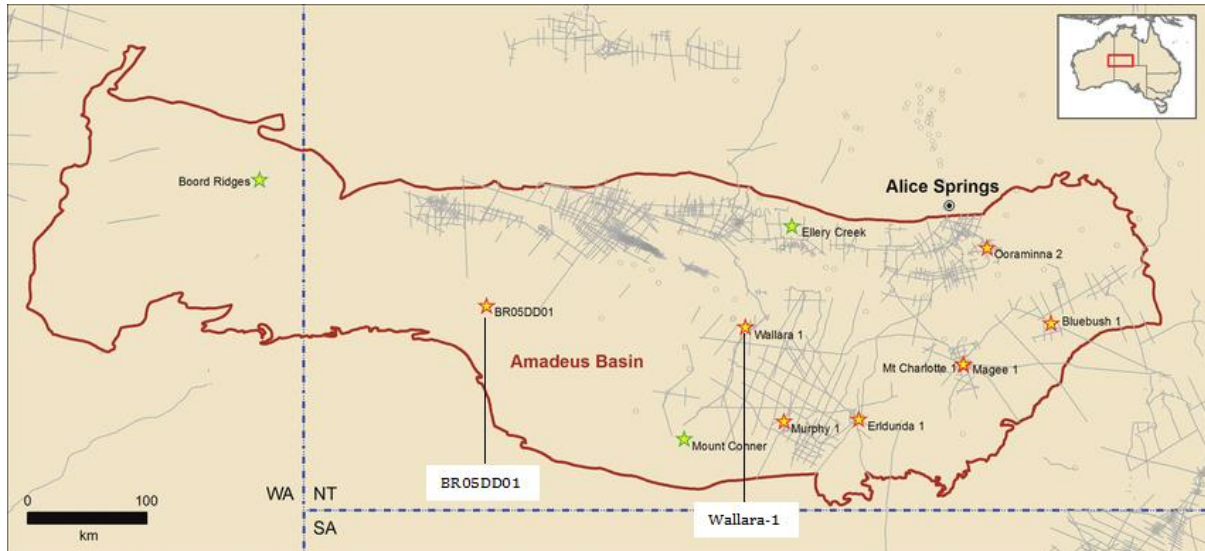 Alice Springs
Boord Ridges
Ellery Creek
Ooraminna 2
BR05DD01
Bluebush 1
Wallara 1
Amadeus Basin
Mt Charlotte 1
Magee 1
Murphy 1
Erldunda 1
Mount Conner
BR05DD01
0
100
km
WA
NT
SA
Wallara-1